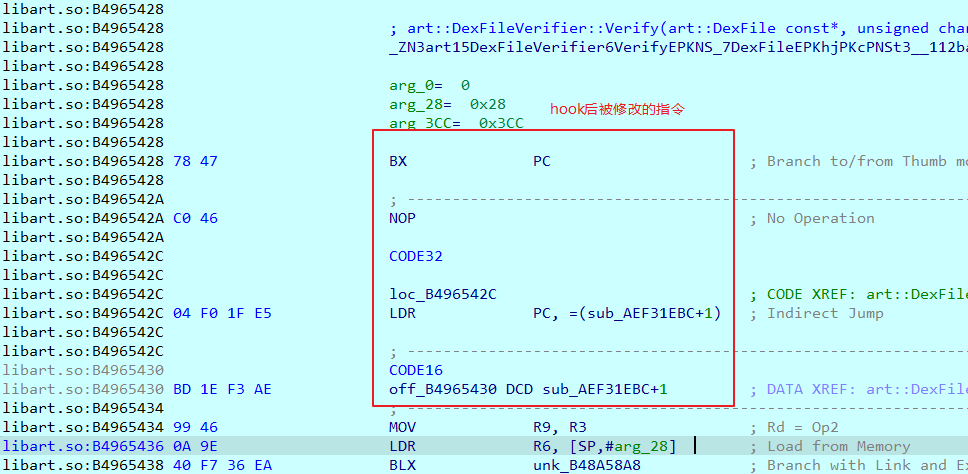 libart.so:B4965428
libart.so:B4965428 ; art::DexFileVerifier::Verify(art::DexFile const*, unsigned char
libart.so:B4965428 _ZN3art15DexFileVerifier6VerifyEPKNS_7DexFileEPKhjPKcPNSt3__112ba
libart.so:B4965428
libart.so:B4965428 arg_0= 0
libart.so:B4965428 arg_28= 0x28 hook后被修改的指令
libart.so:B4965428 arg_3CC= 0x3CC
libart.so:B4965428
libart.so:B4965428 78 47 BX PC ; Branch to/from Thumb mo
libart.so:B4965428
libart.so:B496542A ; ---------------------------------------------------------------------
libart.so:B496542A C0 46 NOP ; No Operation
libart.so:B496542A
libart.so:B496542C CODE32
libart.so:B496542C
libart.so:B496542C loc_B496542C ; CODE XREF: art::DexFile
libart.so:B496542C 04 F0 1F E5 LDR PC, =(sub_AEF31EBC+1) ; Indirect Jump
libart.so:B496542C
libart.so:B496542C ; ---------------------------------------------------------------------
libart.so:B4965430 CODE16
libart.so:B4965430 BD 1E F3 AE off_B4965430 DCD sub_AEF31EBC+1 ; DATA XREF: art::DexFile
libart.so:B4965434 ; ---------------------------------------------------------------------
libart.so:B4965434 99 46 MOV R9, R3 ; Rd = Op2
libart.so:B4965436 0A 9E LDR R6, [SP,#arg_28] ; Load from Memory
libart.so:B4965438 40 F7 36 EA BLX unk_B48A58A8 ; Branch with Link and Ex